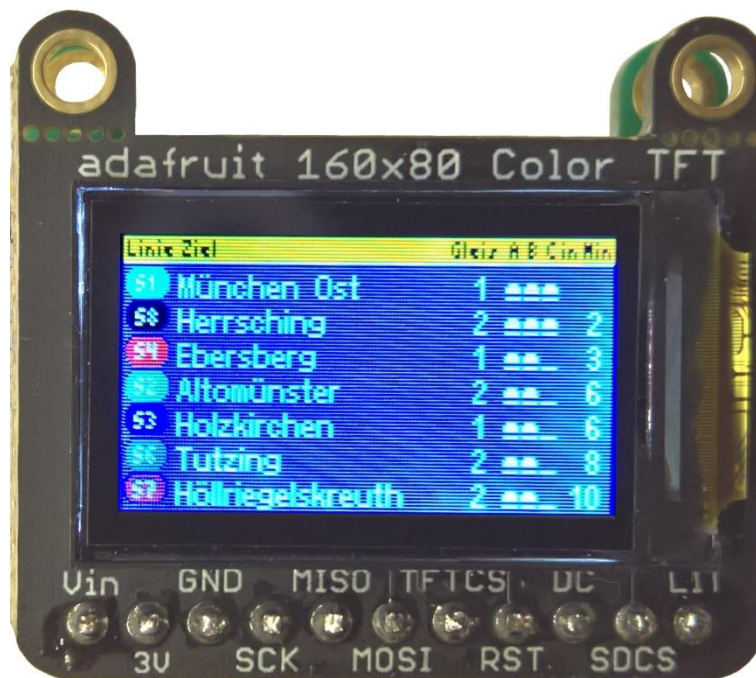 adafruit 160x80 Color TFT
Linie Ziel Gleis A B C in Min
S1 München Ost 1
S8 Herrsching 2 2
S4 Ebersberg 1 3
S2 Altomünster 2 6
S3 Holzkirchen 1 6
S6 Tutzing 2 8
S7 Höllriegelskreuth 2 10
Vin GND MISO TFTCS DC LIT
3V SCK MOSI RST SDCS